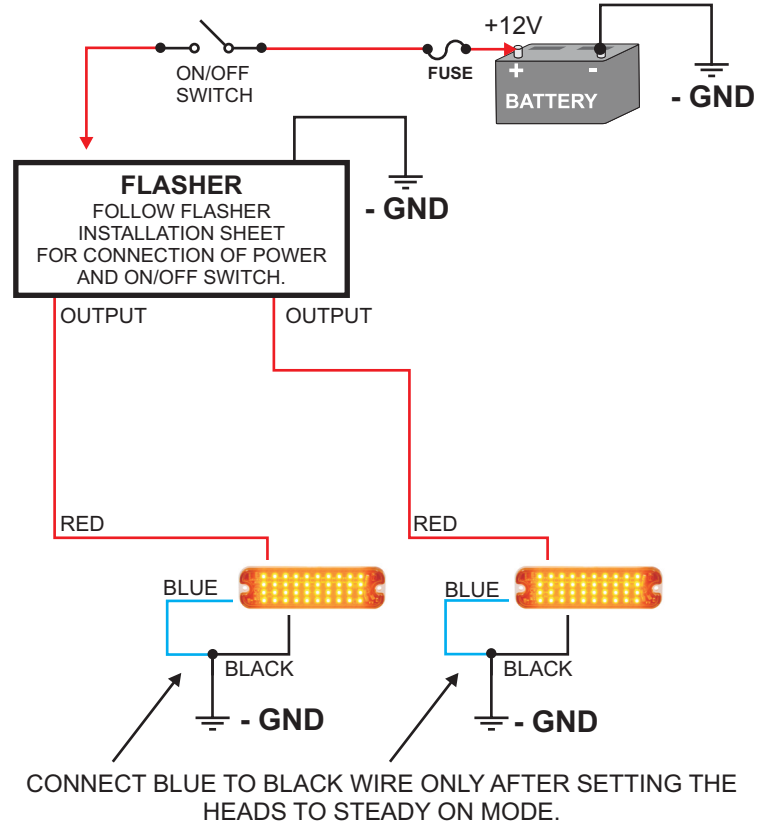 +12V
ON/OFF
SWITCH
FUSE
+ -
BATTERY
- GND
FLASHER
FOLLOW FLASHER
INSTALLATION SHEET
FOR CONNECTION OF POWER
AND ON/OFF SWITCH.
- GND
OUTPUT
OUTPUT
RED
RED
BLUE
BLUE
BLACK
BLACK
- GND
- GND
CONNECT BLUE TO BLACK WIRE ONLY AFTER SETTING THE
HEADS TO STEADY ON MODE.